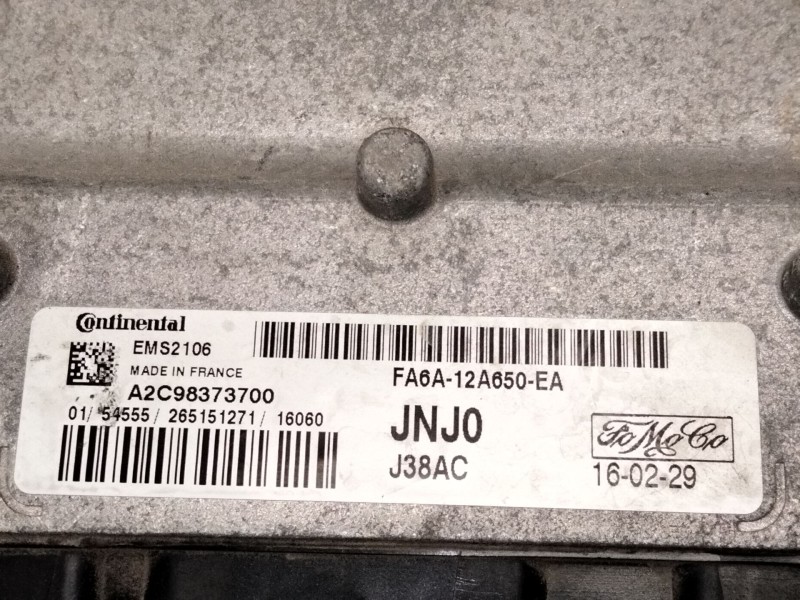 Continental
EMS2106
MADE IN FRANCE
A2C98373700
01/ 54555 / 265151271 / 16060
FA6A-12A650-EA
JNJ0
J38AC
FoMoCo
16-02-29